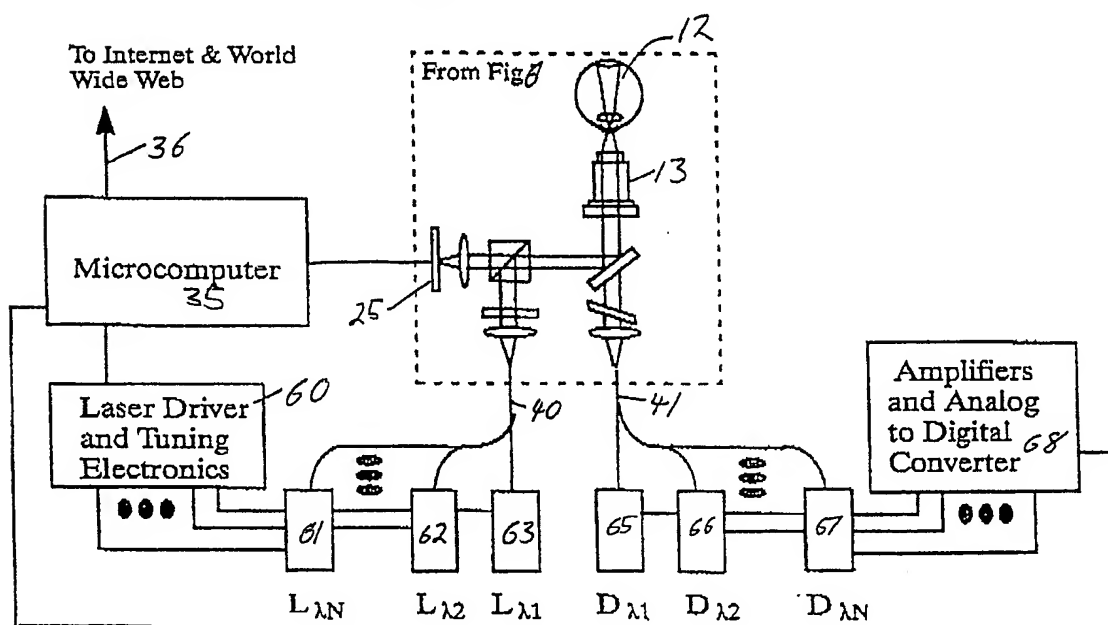 To Internet & World
Wide Web
36
From Fig 8
12
13
Microcomputer
35
25
Laser Driver
and Tuning
Electronics
60
40
41
Amplifiers
and Analog
to Digital
Converter 68
61
62
63
65
66
67
LλN
Lλ2
Lλ1
Dλ1
Dλ2
DλN